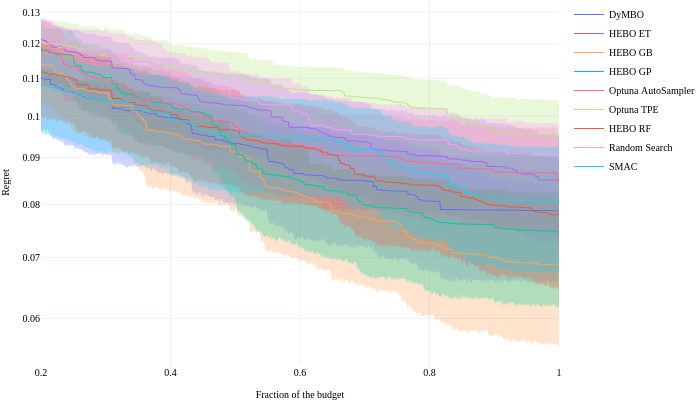 0.13
0.12
0.11
0.1
0.09
0.08
0.07
0.06
Regret
0.2
0.4
0.6
0.8
1
Fraction of the budget
DyMBO
HEBO ET
HEBO GB
HEBO GP
Optuna AutoSampler
Optuna TPE
HEBO RF
Random Search
SMAC